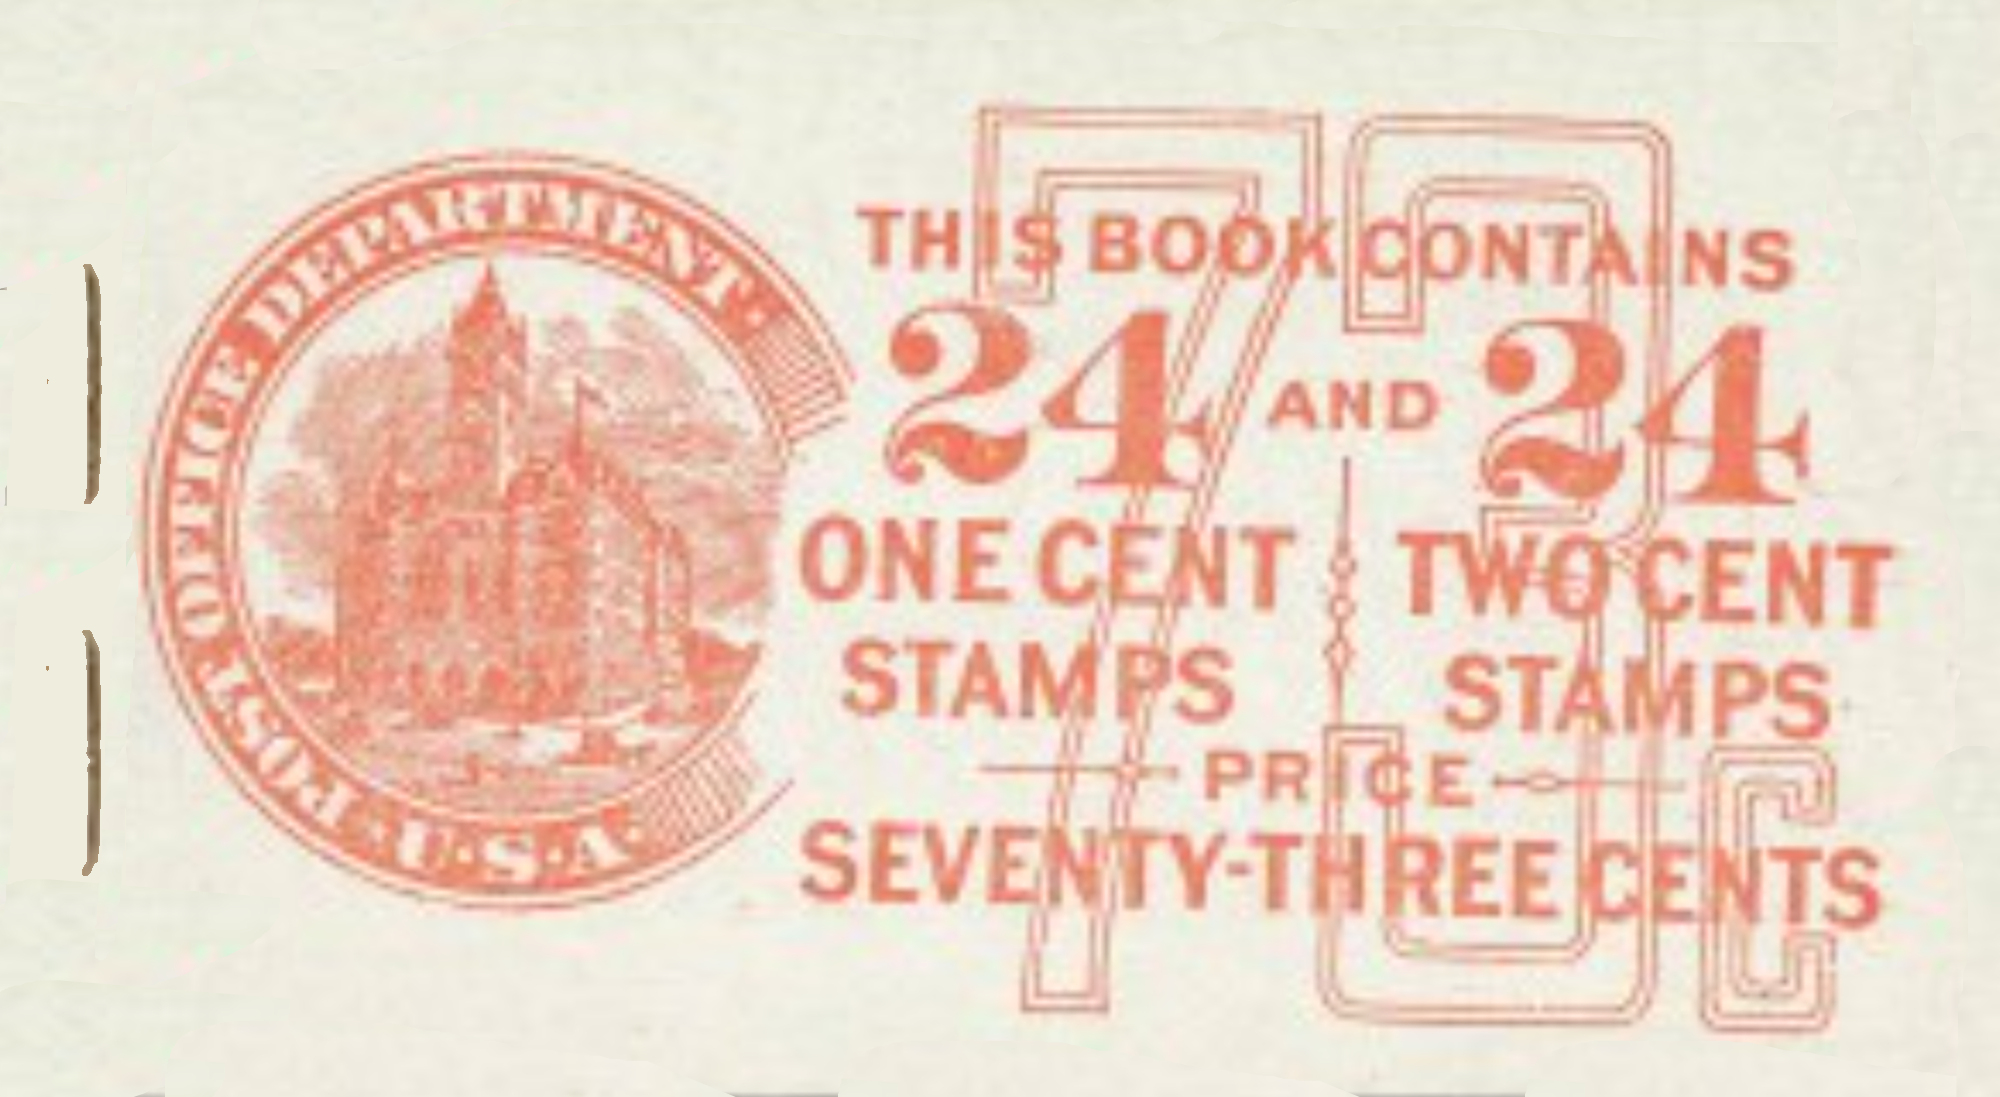 POST OFFICE DEPARTMENT.
U·S·A·
73c
THIS BOOK CONTAINS
24 AND 24
ONE CENT TWO CENT
STAMPS STAMPS
PRICE
SEVENTY-THREE CENTS